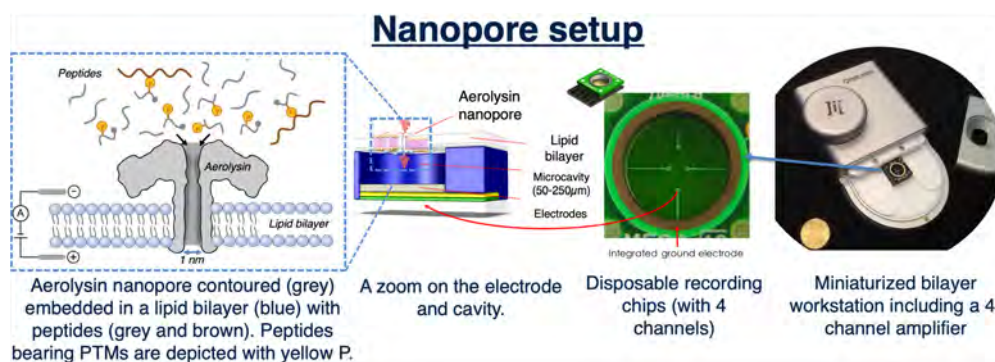 Nanopore setup
Peptides
Aerolysin
Lipid bilayer
1 nm
A
Aerolysin
nanopore
Lipid
bilayer
Microcavity
(50-250µm)
Electrodes
Integrated ground electrode
Aerolysin nanopore contoured (grey)
embedded in a lipid bilayer (blue) with
peptides (grey and brown). Peptides
bearing PTMs are depicted with yellow P.
A zoom on the electrode
and cavity.
Disposable recording
chips (with 4
channels)
Miniaturized bilayer
workstation including a 4
channel amplifier